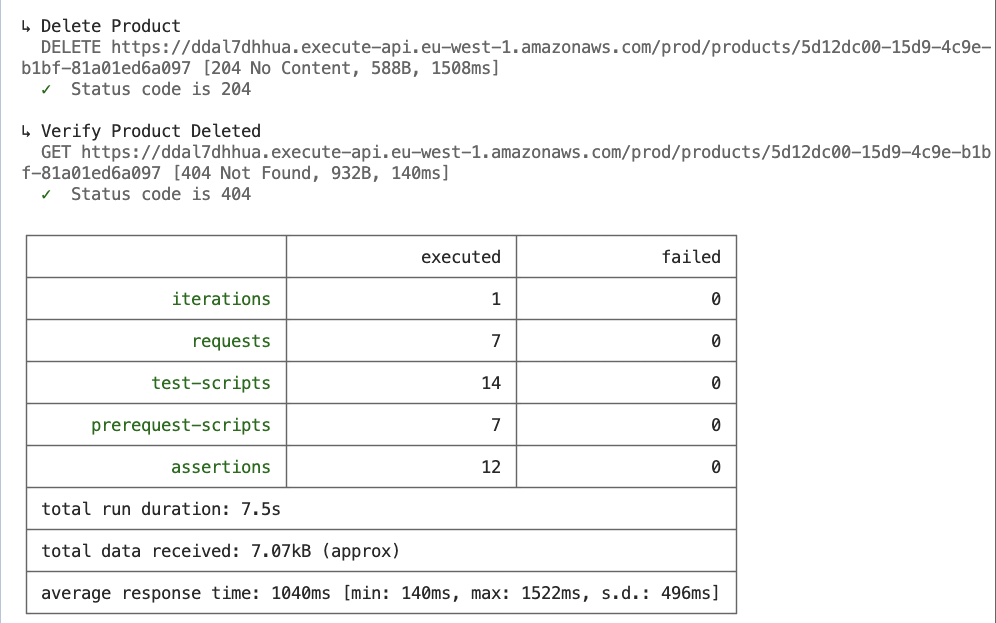 ↳ Delete Product
DELETE https://ddal7dhhua.execute-api.eu-west-1.amazonaws.com/prod/products/5d12dc00-15d9-4c9e-
b1bf-81a01ed6a097 [204 No Content, 588B, 1508ms]
✓ Status code is 204
↳ Verify Product Deleted
GET https://ddal7dhhua.execute-api.eu-west-1.amazonaws.com/prod/products/5d12dc00-15d9-4c9e-b1b
f-81a01ed6a097 [404 Not Found, 932B, 140ms]
✓ Status code is 404
executed failed
iterations 1 0
requests 7 0
test-scripts 14 0
prerequest-scripts 7 0
assertions 12 0
total run duration: 7.5s
total data received: 7.07kB (approx)
average response time: 1040ms [min: 140ms, max: 1522ms, s.d.: 496ms]